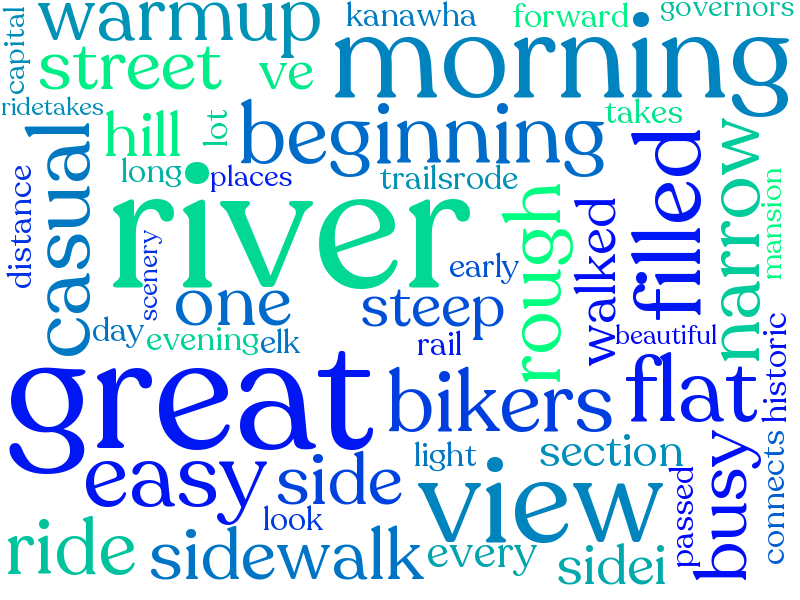 capital
warmup
kanawha
forward
governors
street
ve
morning
ridetakes
hill
lot
beginning
takes
casual
long
places
trailsrode
filled
narrow
distance
river
scenery
early
rough
walked
mansion
one
steep
day
evening
elk
rail
beautiful
historic
great
bikers
flat
easy
side
light
section
busy
connects
look
view
passed
ride
sidewalk
every
sidei